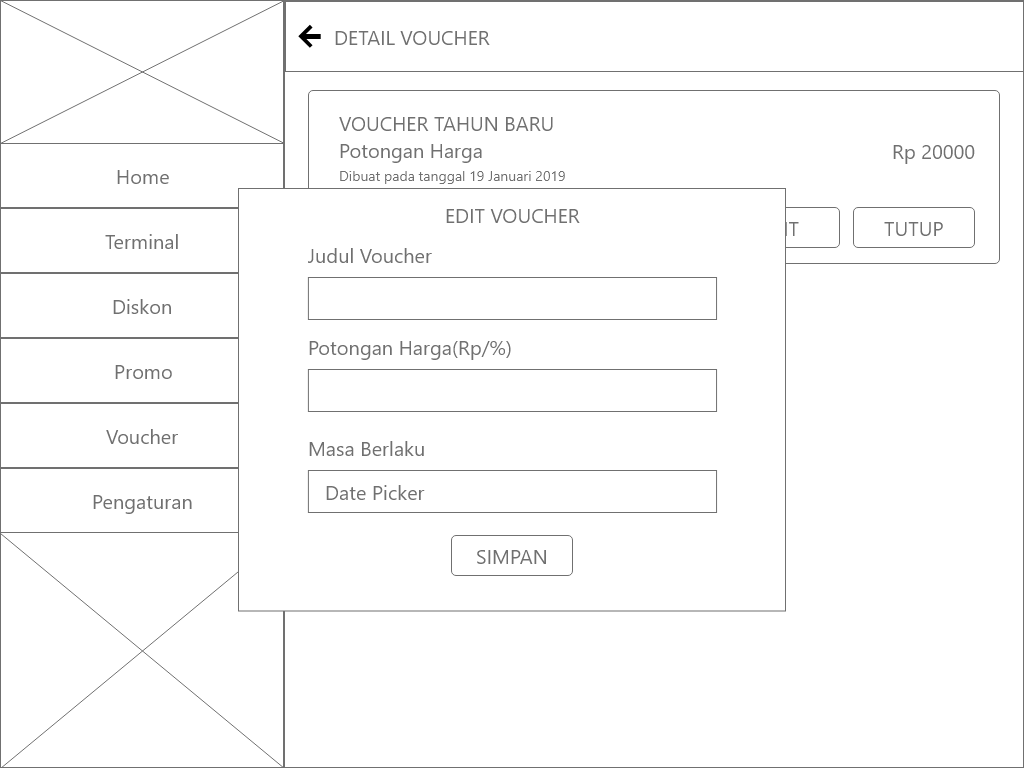 DETAIL VOUCHER
VOUCHER TAHUN BARU
Potongan Harga
Rp 20000
Dibuat pada tanggal 19 Januari 2019
TUTUP
Home
Terminal
Diskon
Promo
Voucher
Pengaturan
EDIT VOUCHER
Judul Voucher
Potongan Harga(Rp/%)
Masa Berlaku
Date Picker
SIMPAN